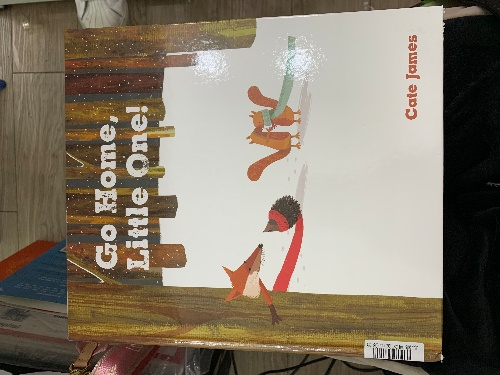 Go Home,
Little One!
Cate James